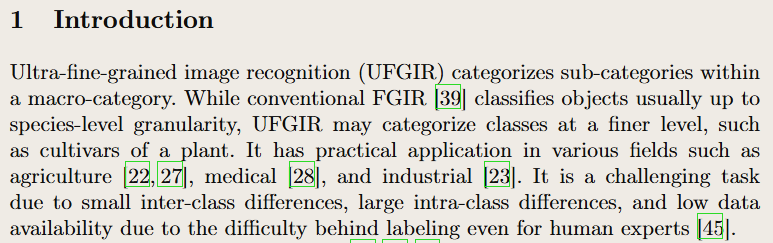 1 Introduction
Ultra-fine-grained image recognition (UFGIR) categorizes sub-categories within
a macro-category. While conventional FGIR [39] classifies objects usually up to
species-level granularity, UFGIR may categorize classes at a finer level, such
as cultivars of a plant. It has practical application in various fields such as
agriculture [22,27], medical [28], and industrial [23]. It is a challenging task
due to small inter-class differences, large intra-class differences, and low data
availability due to the difficulty behind labeling even for human experts [45].